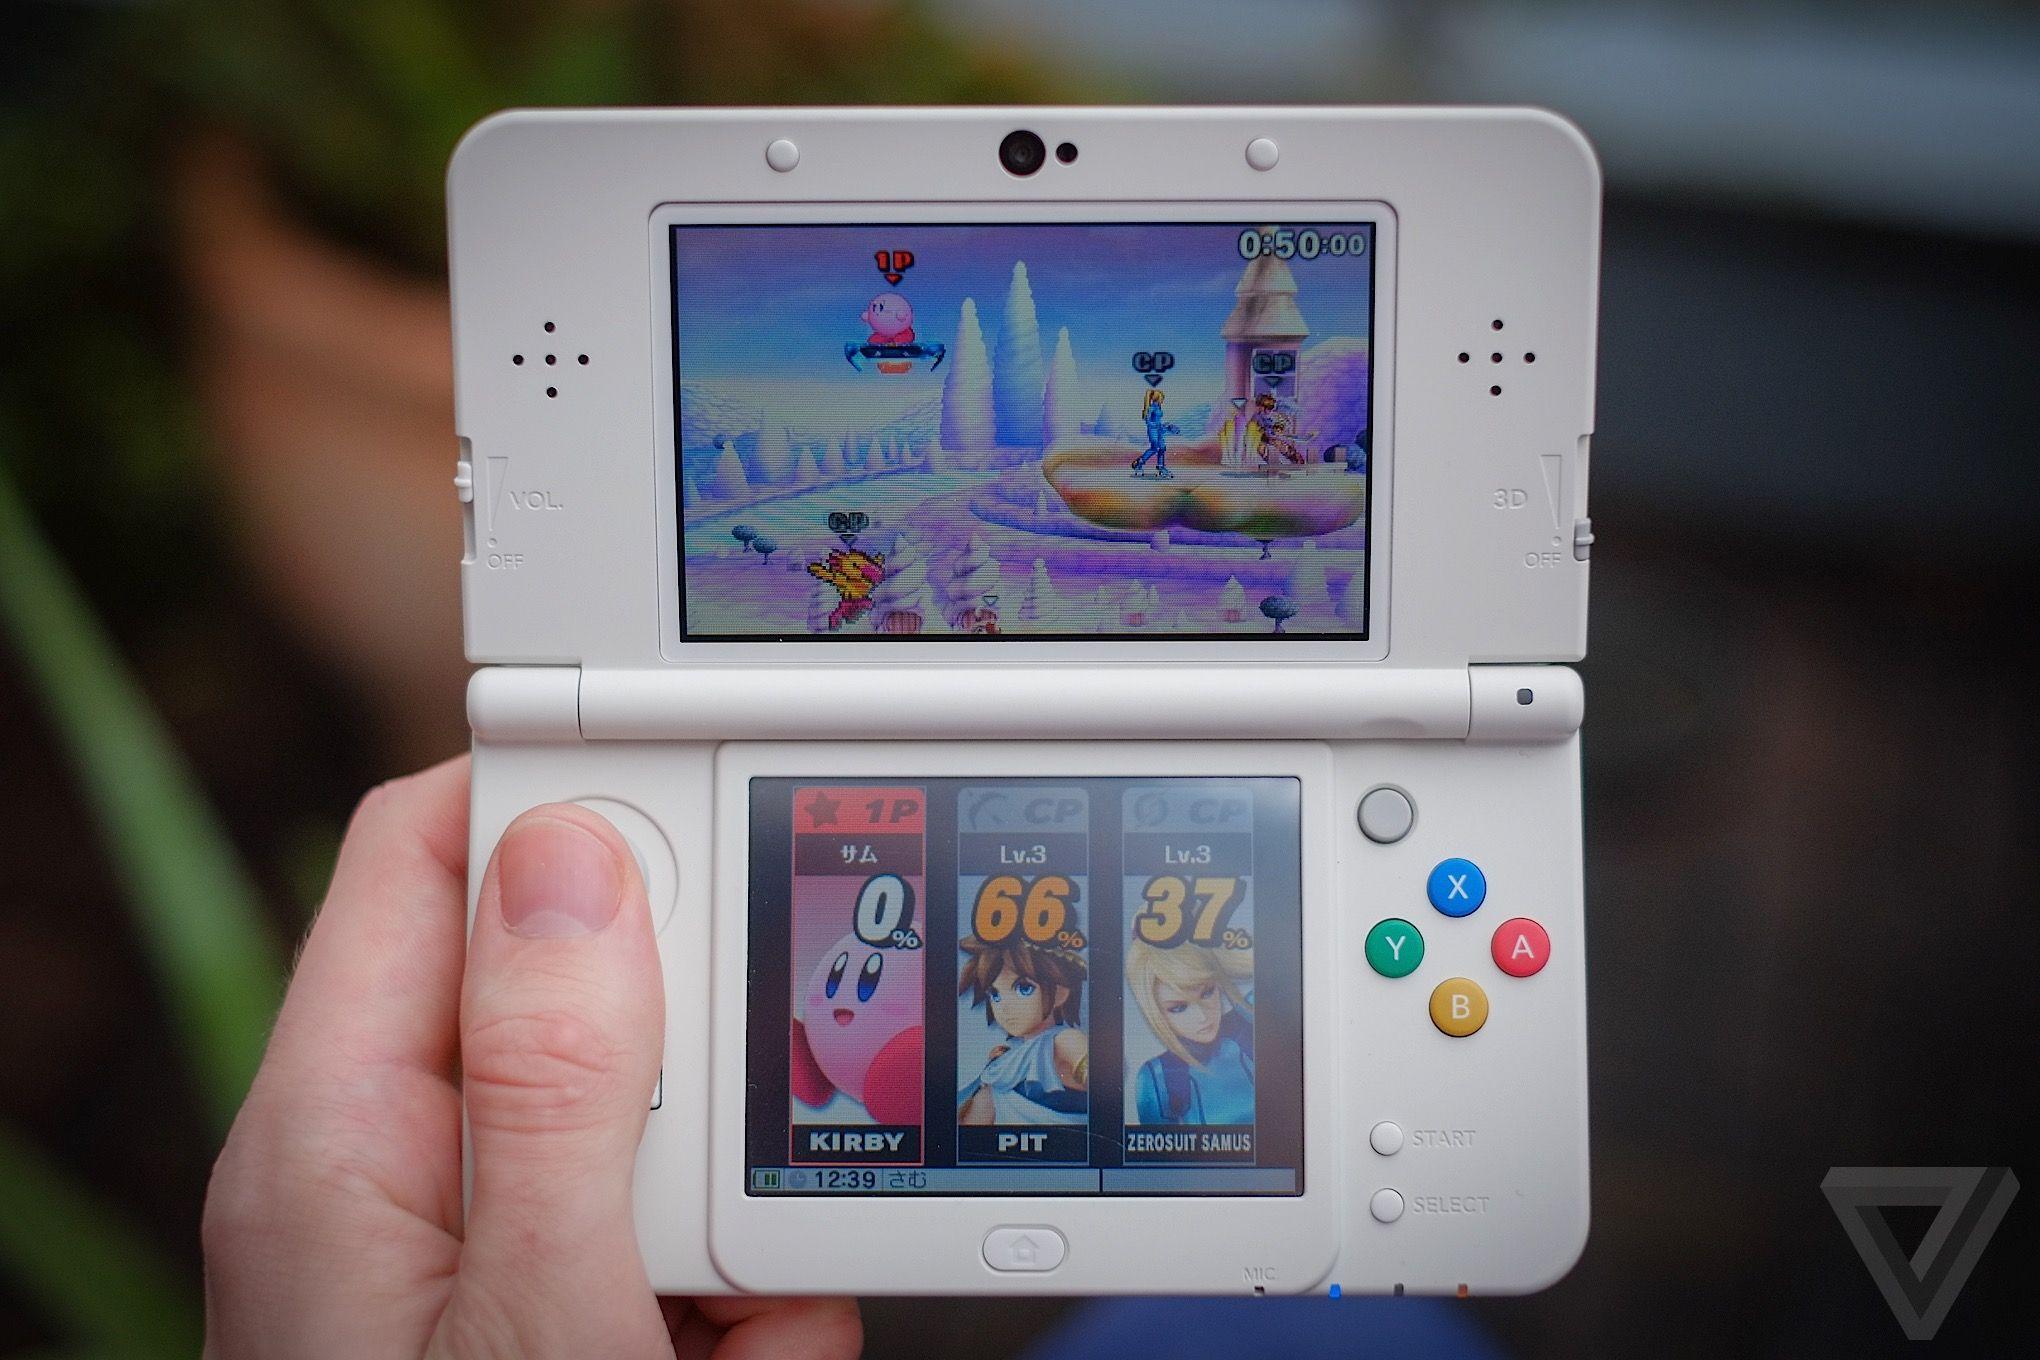 1P
0:50:00
CP
CP
CP
VOL.
OFF
3D
OFF
1P
サム
0%
KIRBY
CP
Lv.3
66%
PIT
CP
Lv.3
37%
ZEROSUIT SAMUS
12:39 さむ
X
Y
A
B
START
SELECT
MIC